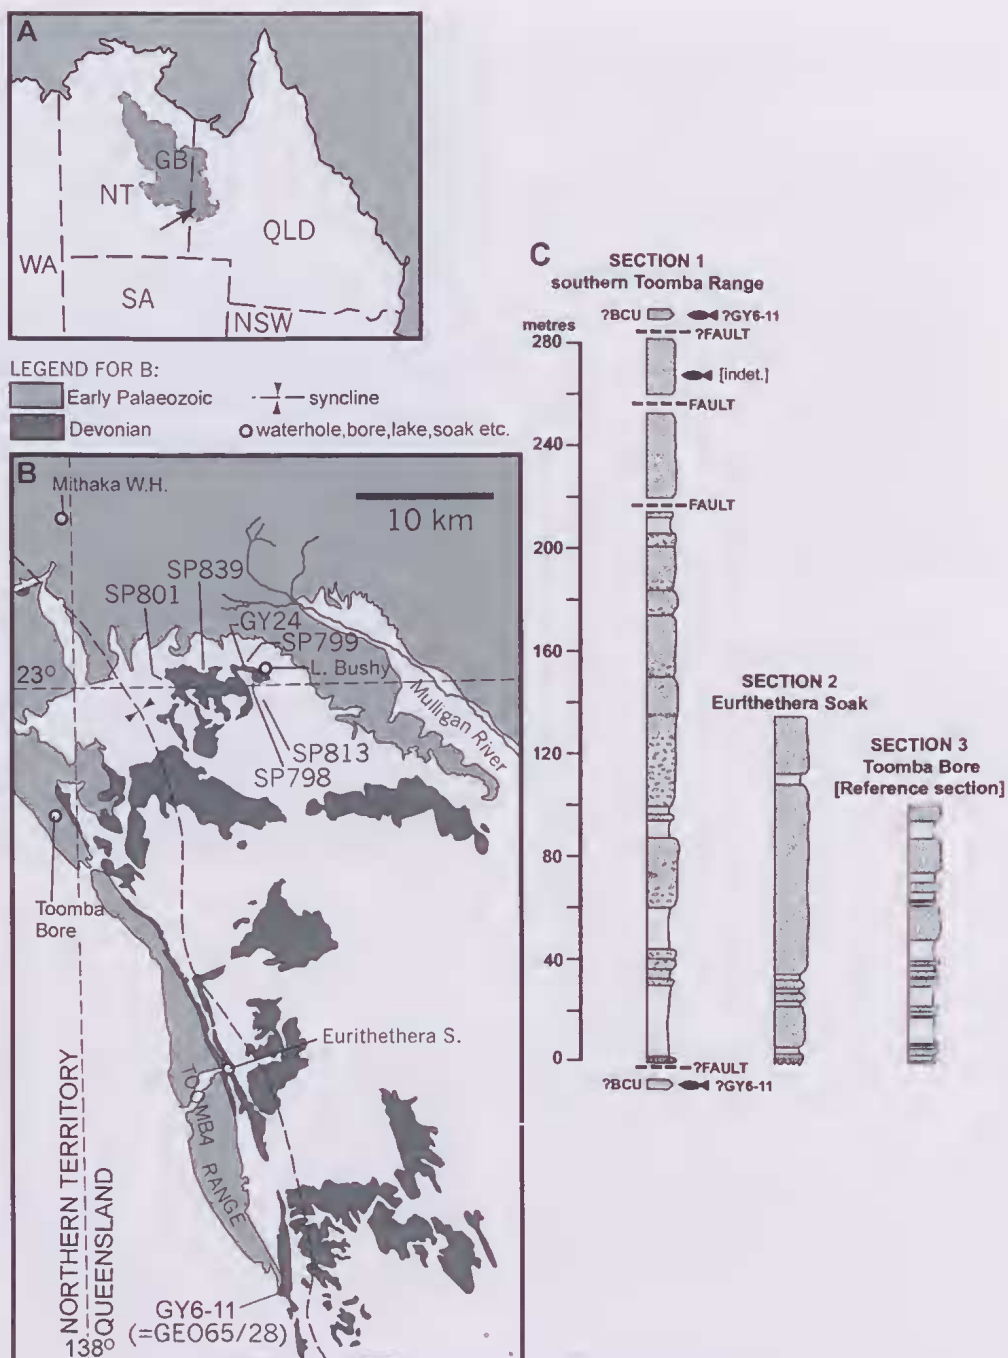 A
GB
NT
QLD
WA
SA
NSW
LEGEND FOR B:
Early Palaeozoic
syncline
Devonian
waterhole,bore,lake,soak etc.
B
Mithaka W.H.
10 km
SP839
SP801
GY24
SP799
L. Bushy
23°
Mulligan River
SP813
SP798
Toomba
Bore
Eurithethera S.
TOOMBA RANGE
NORTHERN TERRITORY
QUEENSLAND
GY6-11
(=GEO65/28)
138°
C
SECTION 1
southern Toomba Range
?BCU ?GY6-11
metres
?FAULT
280
[indet.]
FAULT
240
FAULT
200
160
120
80
40
0
?FAULT
?BCU ?GY6-11
SECTION 2
Eurithethera Soak
SECTION 3
Toomba Bore
[Reference section]